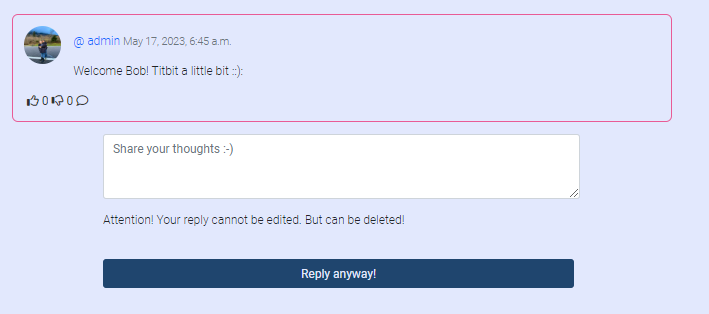 @ admin May 17, 2023, 6:45 a.m.
Welcome Bob! Titbit a little bit ::):
0 0
Share your thoughts :-)
Attention! Your reply cannot be edited. But can be deleted!
Reply anyway!